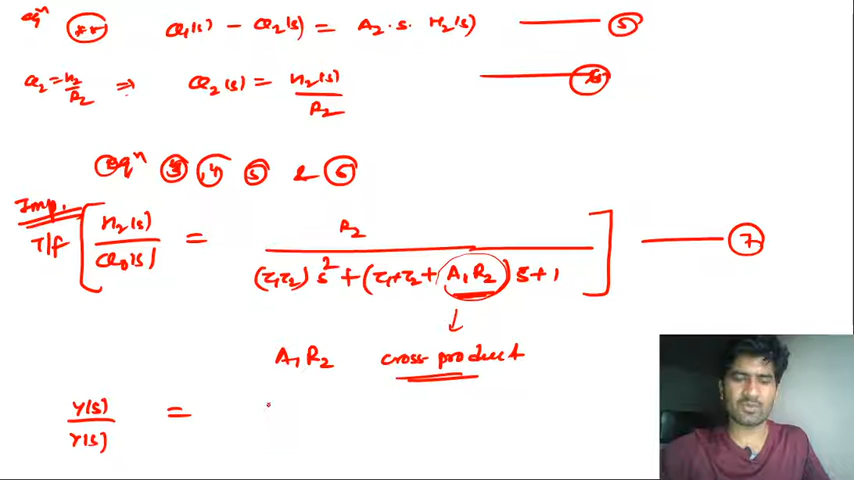 eqⁿ (**) Q₁(s) − Q₂(s) = A₂·s·H₂(s) —— (5)
Q₂ = h₂/R₂ ⇒ Q₂(s) = H₂(s)/R₂ —— (6)
eqⁿ (3), (4) (5) & (6)
Imp.
T/f [ H₂(s)/Q₀(s) = R₂/((τ₁τ₂)s² + (τ₁+τ₂+A₁R₂)s+1) ] —— (7)
↓
A₁R₂ cross product
Y(s)/Y(s) =